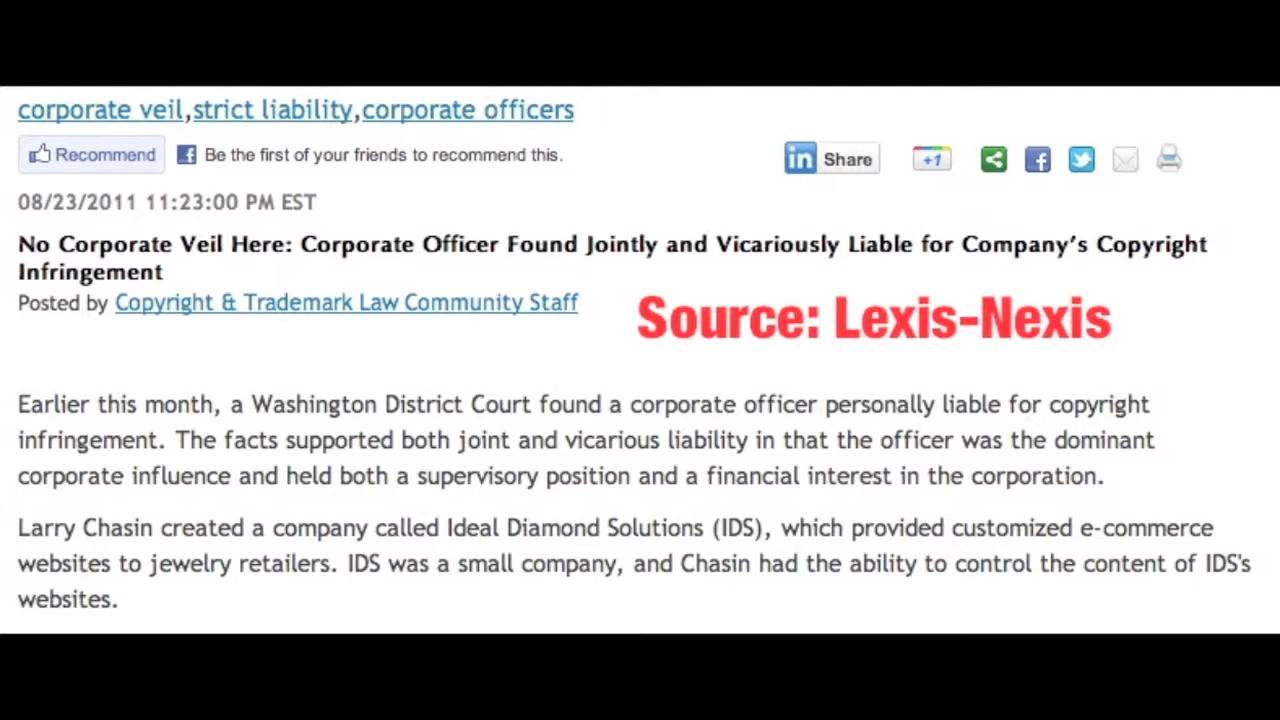 corporate veil,strict liability,corporate officers
Recommend Be the first of your friends to recommend this.
in Share +1
08/23/2011 11:23:00 PM EST
No Corporate Veil Here: Corporate Officer Found Jointly and Vicariously Liable for Company’s Copyright
Infringement
Posted by Copyright & Trademark Law Community Staff
Source: Lexis-Nexis
Earlier this month, a Washington District Court found a corporate officer personally liable for copyright
infringement. The facts supported both joint and vicarious liability in that the officer was the dominant
corporate influence and held both a supervisory position and a financial interest in the corporation.
Larry Chasin created a company called Ideal Diamond Solutions (IDS), which provided customized e-commerce
websites to jewelry retailers. IDS was a small company, and Chasin had the ability to control the content of IDS's
websites.